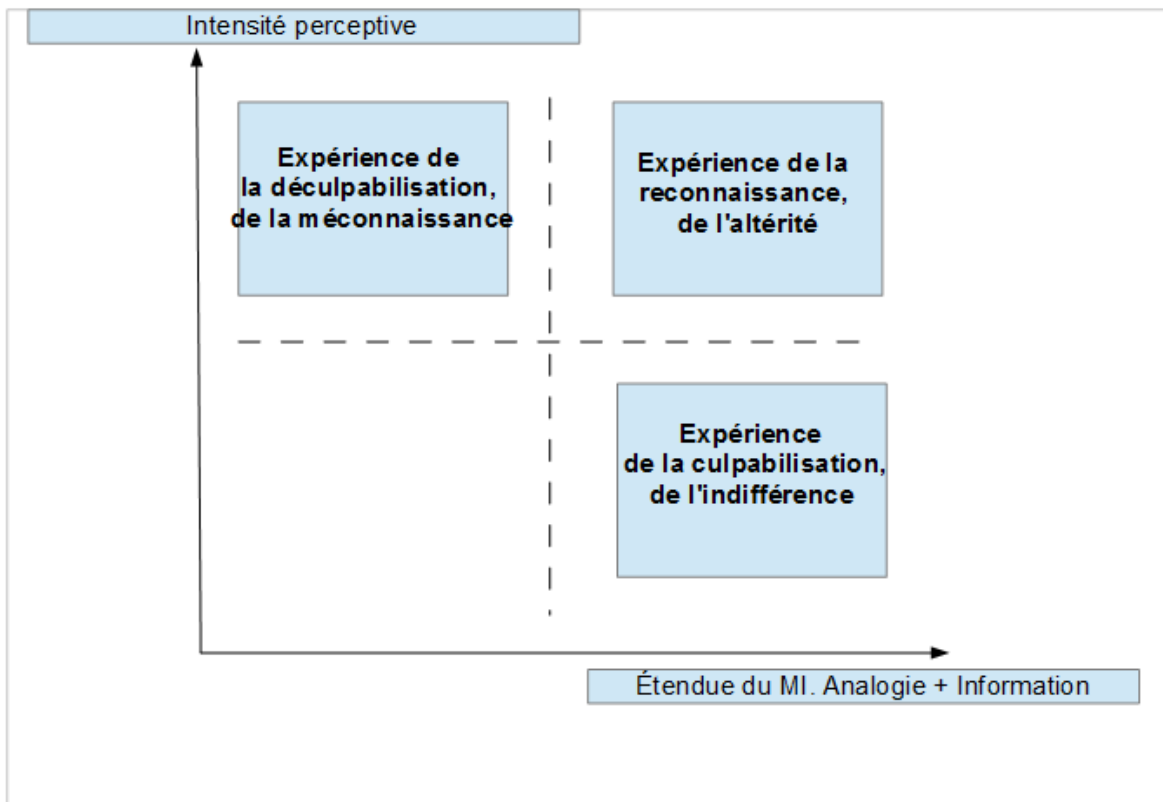 Intensité perceptive
Expérience de
la déculpabilisation,
de la méconnaissance
Expérience de la
reconnaissance,
de l'altérité
Expérience
de la culpabilisation,
de l'indifférence
Étendue du MI. Analogie + Information